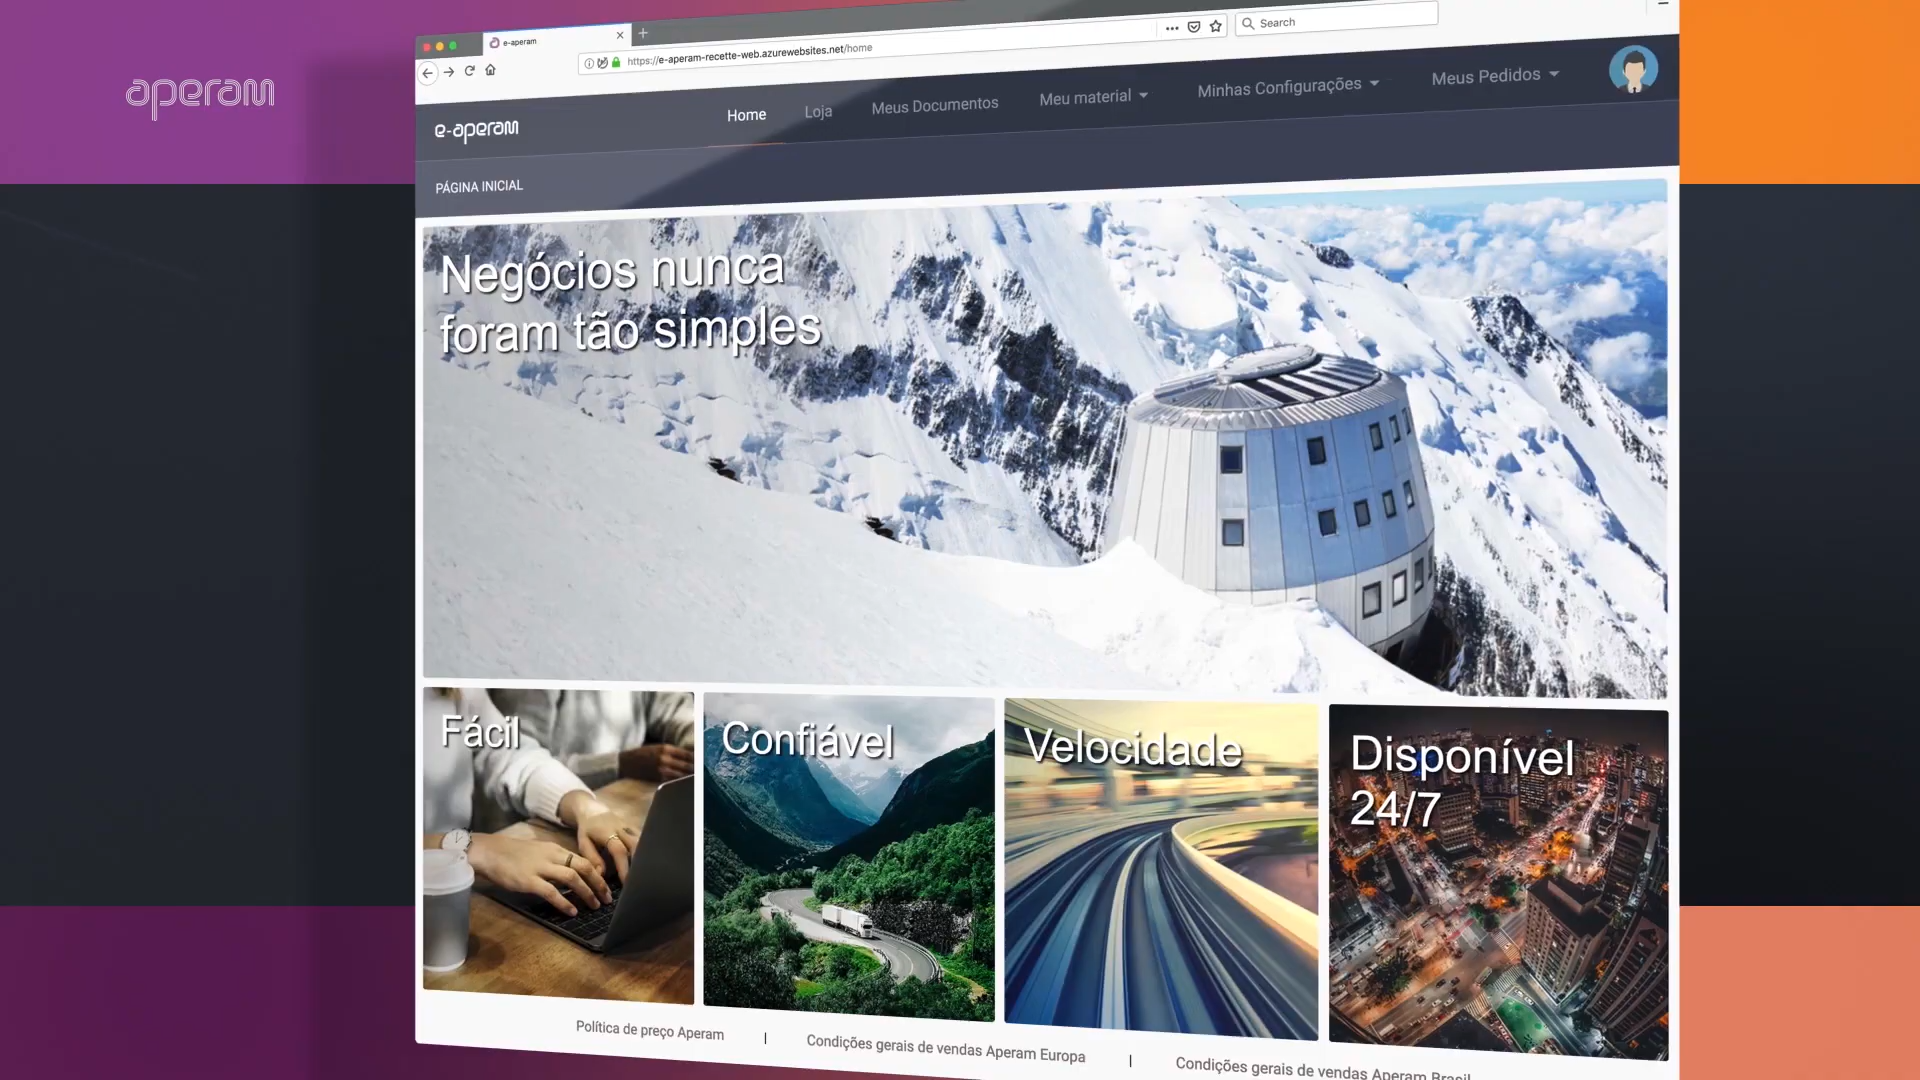 aperam
e-aperam
Search
https://e-aperam-recette-web.azurewebsites.net/home
e-aperam
Home
Loja
Meus Documentos
Meu material
Minhas Configurações
Meus Pedidos
PÁGINA INICIAL
Negócios nunca
foram tão simples
Fácil
Confiável
Velocidade
Disponível
24/7
Política de preço Aperam | Condições gerais de vendas Aperam Europa | Condições gerais de vendas Aperam Brasil